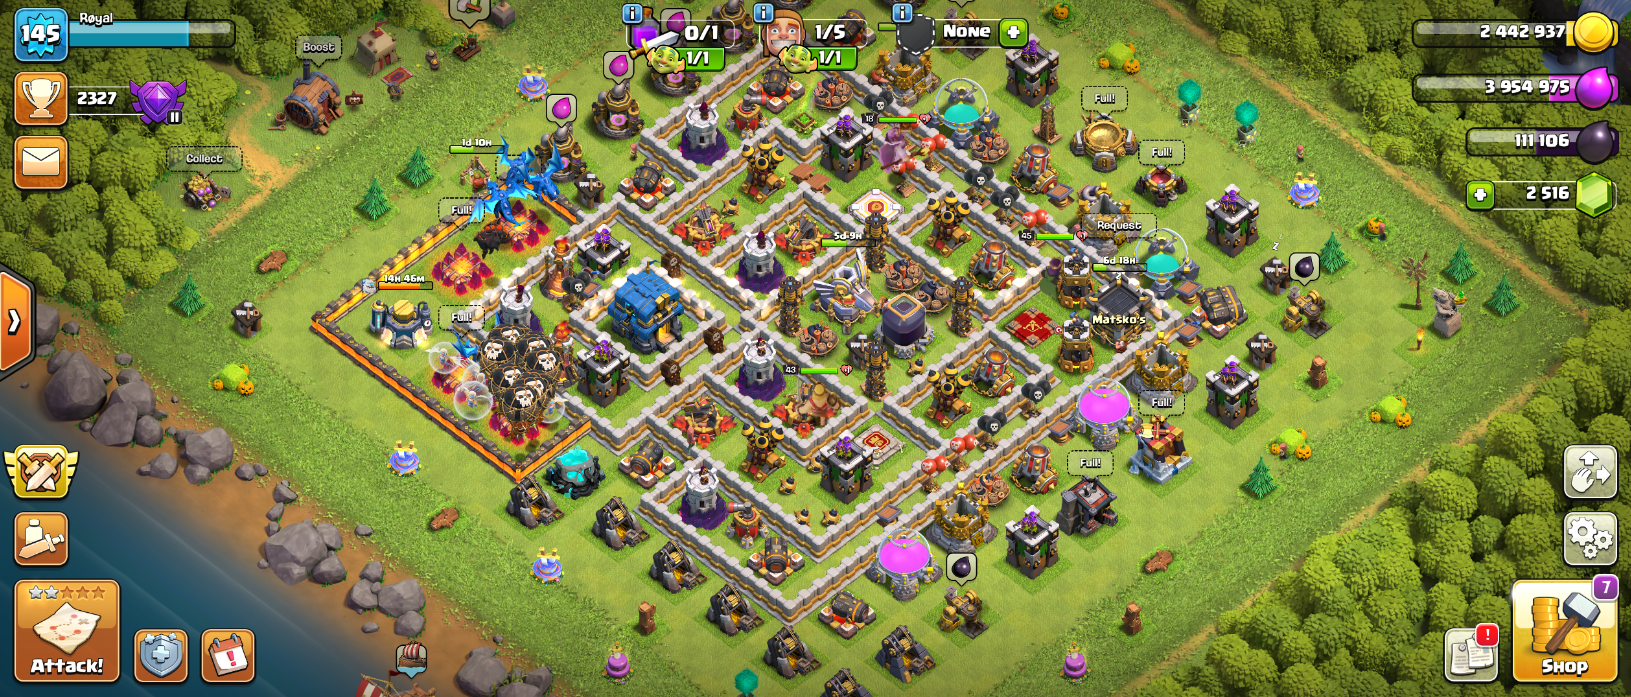 145
Røyal
0/1
1/1
1/5
1/1
None
2 442 937
3 954 975
111 106
2 516
2327
Boost
Collect
1d 10H
Full!
18
Full!
Full!
Request
45
6d 18H
5d 9H
14H 46M
Full!
Matsko's
43
Full!
Full!
z
Attack!
7
!
Shop